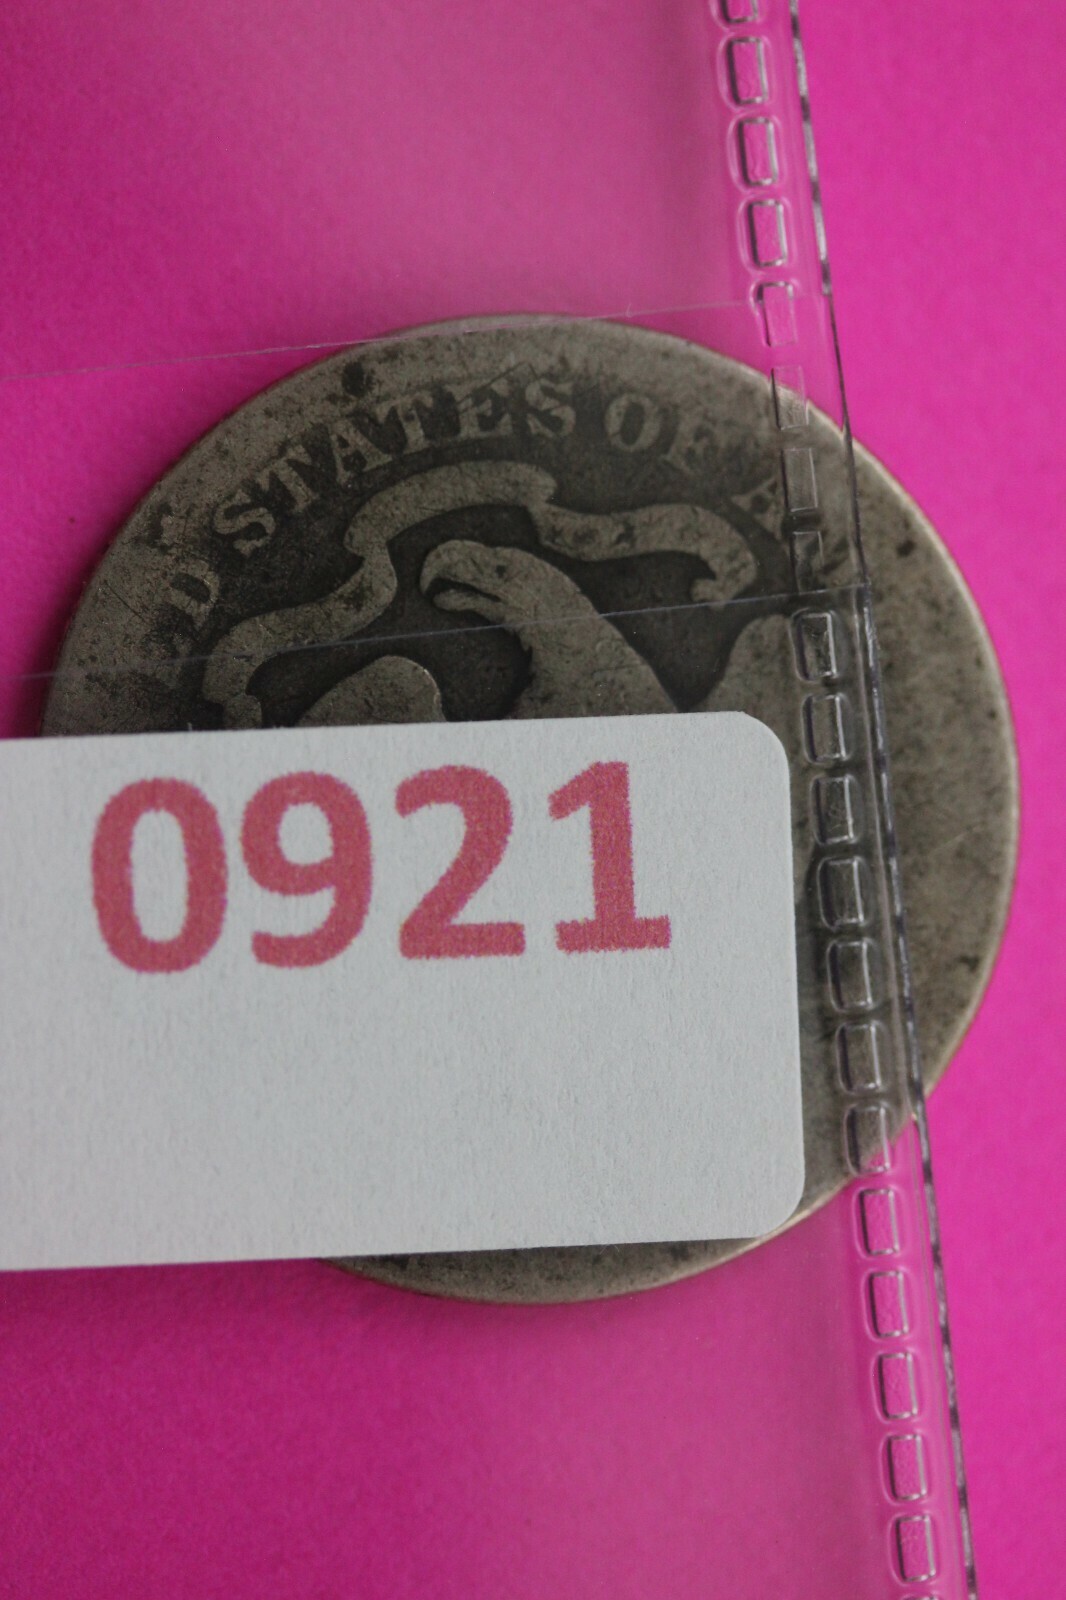 D STATES OF A
0921